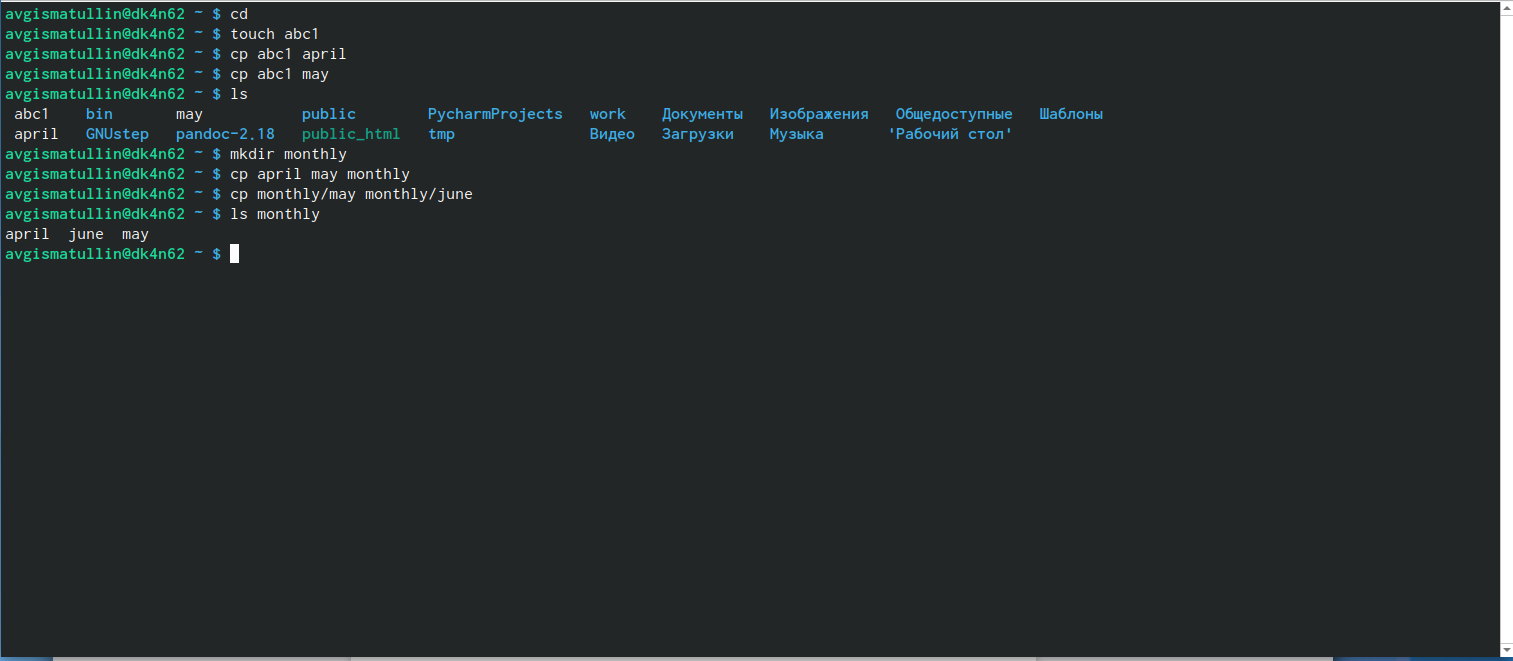 avgismatullin@dk4n62 ~ $ cd
avgismatullin@dk4n62 ~ $ touch abc1
avgismatullin@dk4n62 ~ $ cp abc1 april
avgismatullin@dk4n62 ~ $ cp abc1 may
avgismatullin@dk4n62 ~ $ ls
abc1 bin may public PycharmProjects work Документы Изображения Общедоступные Шаблоны
april GNUstep pandoc-2.18 public_html tmp Видео Загрузки Музыка 'Рабочий стол'
avgismatullin@dk4n62 ~ $ mkdir monthly
avgismatullin@dk4n62 ~ $ cp april may monthly
avgismatullin@dk4n62 ~ $ cp monthly/may monthly/june
avgismatullin@dk4n62 ~ $ ls monthly
april june may
avgismatullin@dk4n62 ~ $